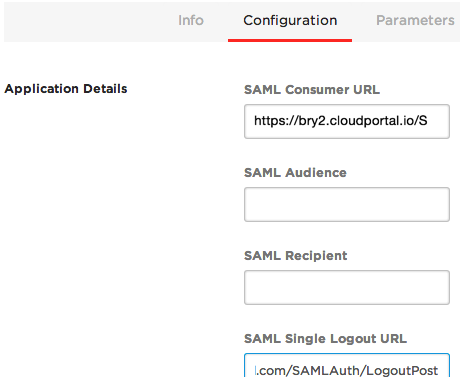 Info Configuration Parameters
Application Details
SAML Consumer URL
https://bry2.cloudportal.io/S
SAML Audience
SAML Recipient
SAML Single Logout URL
.com/SAMLAuth/LogoutPost